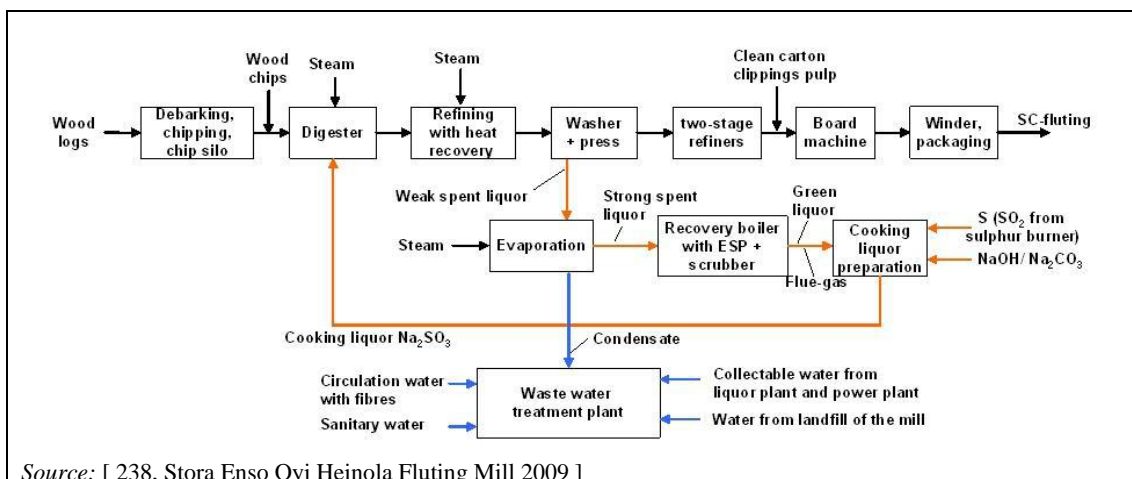 Wood
chips
Steam
Steam
Clean carton
clippings pulp
Wood
logs
Debarking,
chipping,
chip silo
Digester
Refining
with heat
recovery
Washer
+ press
two-stage
refiners
Board
machine
Winder,
packaging
SC-fluting
Weak spent liquor
Strong spent
liquor
Green
liquor
Steam
Evaporation
Recovery boiler
with ESP +
scrubber
Flue-gas
Cooking
liquor
preparation
S (SO₂ from
sulphur burner)
NaOH/ Na₂CO₃
Cooking liquor Na₂SO₃
Condensate
Circulation water
with fibres
Sanitary water
Waste water
treatment plant
Collectable water from
liquor plant and power plant
Water from landfill of the mill
Source: [ 238, Stora Enso Oyj Heinola Fluting Mill 2009 ]